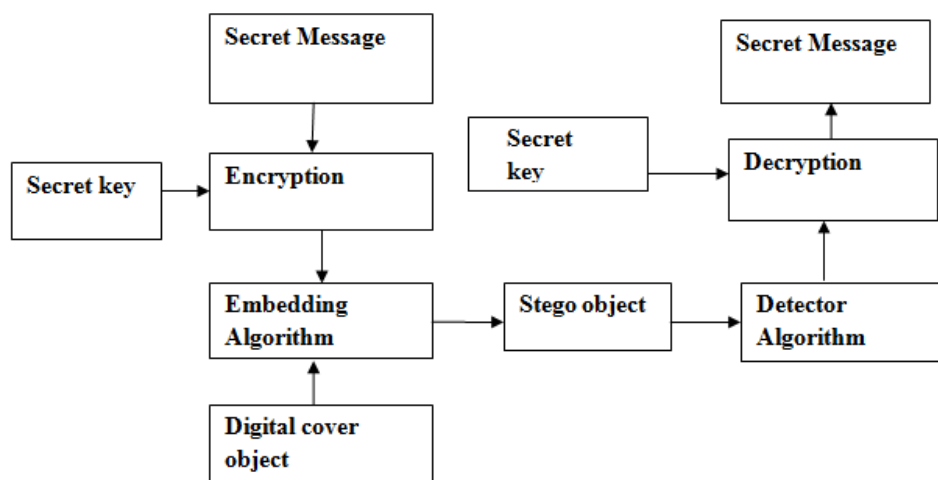 Secret Message
Secret Message
Secret
key
Encryption
Decryption
Secret key
Embedding
Algorithm
Stego object
Detector
Algorithm
Digital cover
object